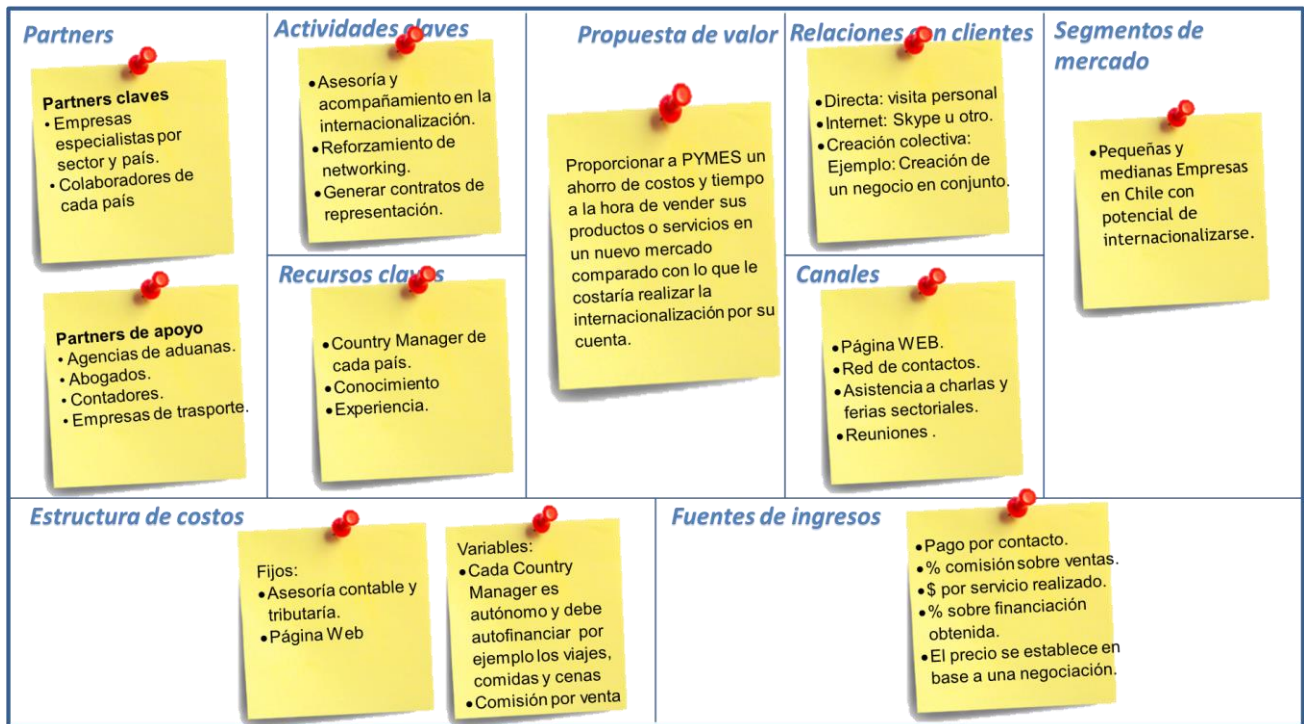 Partners
Partners claves
• Empresas
especialistas por
sector y país.
• Colaboradores de
cada país
Partners de apoyo
• Agencias de aduanas.
• Abogados.
• Contadores.
• Empresas de trasporte.
Actividades claves
•Asesoría y
acompañamiento en la
internacionalización.
•Reforzamiento de
networking.
•Generar contratos de
representación.
Recursos claves
•Country Manager de
cada país.
•Conocimiento
•Experiencia.
Propuesta de valor
Proporcionar a PYMES un
ahorro de costos y tiempo
a la hora de vender sus
productos o servicios en
un nuevo mercado
comparado con lo que le
costaría realizar la
internacionalización por su
cuenta.
Relaciones con clientes
•Directa: visita personal
•Internet: Skype u otro.
•Creación colectiva:
Ejemplo: Creación de
un negocio en conjunto.
Canales
•Página WEB.
•Red de contactos.
•Asistencia a charlas y
ferias sectoriales.
•Reuniones .
Segmentos de
mercado
•Pequeñas y
medianas Empresas
en Chile con
potencial de
internacionalizarse.
Estructura de costos
Fijos:
•Asesoría contable y
tributaría.
•Página Web
Variables:
•Cada Country
Manager es
autónomo y debe
autofinanciar por
ejemplo los viajes,
comidas y cenas
•Comisión por venta
Fuentes de ingresos
•Pago por contacto.
•% comisión sobre ventas.
•$ por servicio realizado.
•% sobre financiación
obtenida.
•El precio se establece en
base a una negociación.